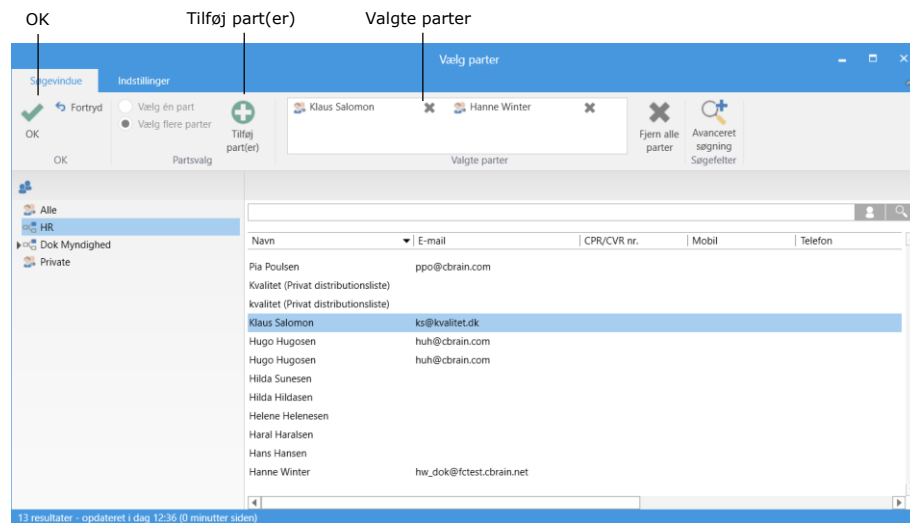 OK Tilføj part(er) Valgte parter
Vælg parter
Søgevindue Indstillinger
OK
Fortryd
Vælg én part
Vælg flere parter
Tilføj
part(er)
Klaus Salomon Hanne Winter
Fjern alle
parter
Avanceret
søgning
OK Partsvalg Valgte parter Søgefelter
Alle
HR
Dok Myndighed
Private
Navn E-mail CPR/CVR nr. Mobil Telefon
Pia Poulsen ppo@cbrain.com
Kvalitet (Privat distributionsliste)
kvalitet (Privat distributionsliste)
Klaus Salomon ks@kvalitet.dk
Hugo Hugosen huh@cbrain.com
Hugo Hugosen huh@cbrain.com
Hilda Sunesen
Hilda Hildasen
Helene Helenesen
Haral Haralsen
Hans Hansen
Hanne Winter hw_dok@fctest.cbrain.net
13 resultater - opdateret i dag 12:36 (0 minutter siden)